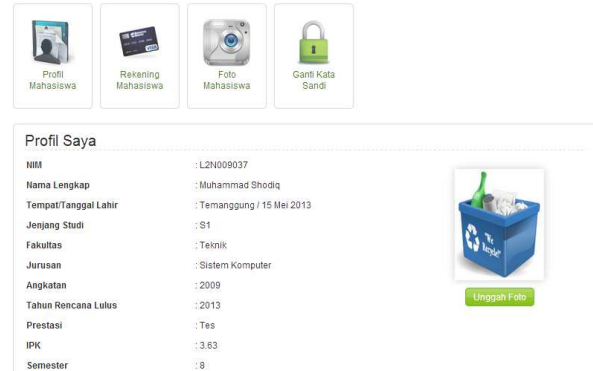 Profil
Mahasiswa
Rekening
Mahasiswa
Foto
Mahasiswa
Ganti Kata
Sandi
Profil Saya
NIM : L2N009037
Nama Lengkap : Muhammad Shodiq
Tempat/Tanggal Lahir : Temanggung / 15 Mei 2013
Jenjang Studi : S1
Fakultas : Teknik
Jurusan : Sistem Komputer
Angkatan : 2009
Tahun Rencana Lulus : 2013
Prestasi : Tes
IPK : 3.63
Semester : 8
We
Recycle!
Unggah Foto